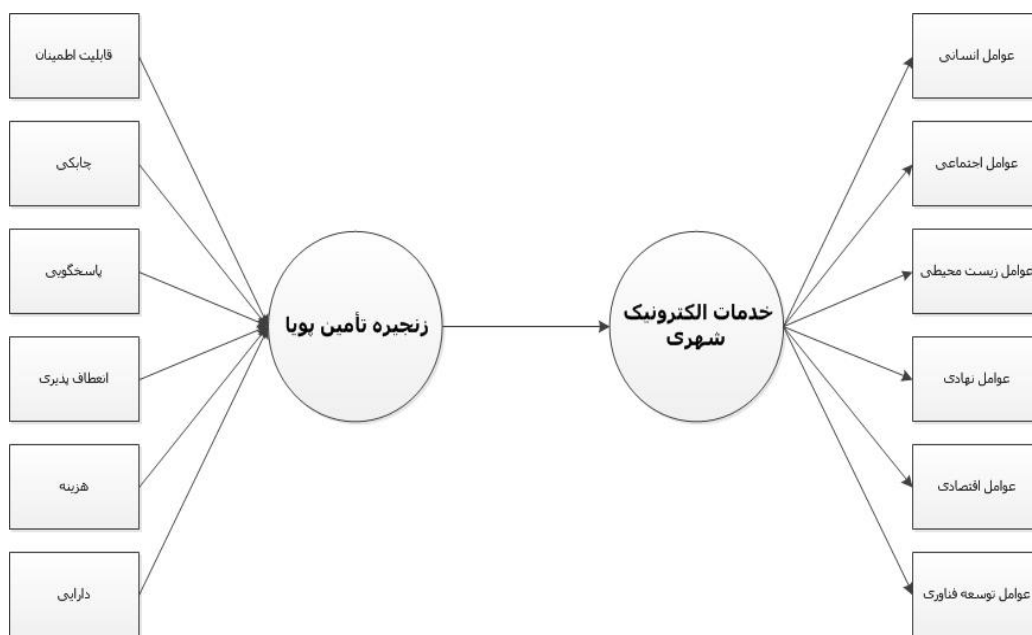 قابلیت اطمینان
چابکی
پاسخگویی
انعطاف پذیری
هزینه
دارایی
زنجیره تأمین پویا
خدمات الکترونیک
شهری
عوامل انسانی
عوامل اجتماعی
عوامل زیست محیطی
عوامل نهادی
عوامل اقتصادی
عوامل توسعه فناوری